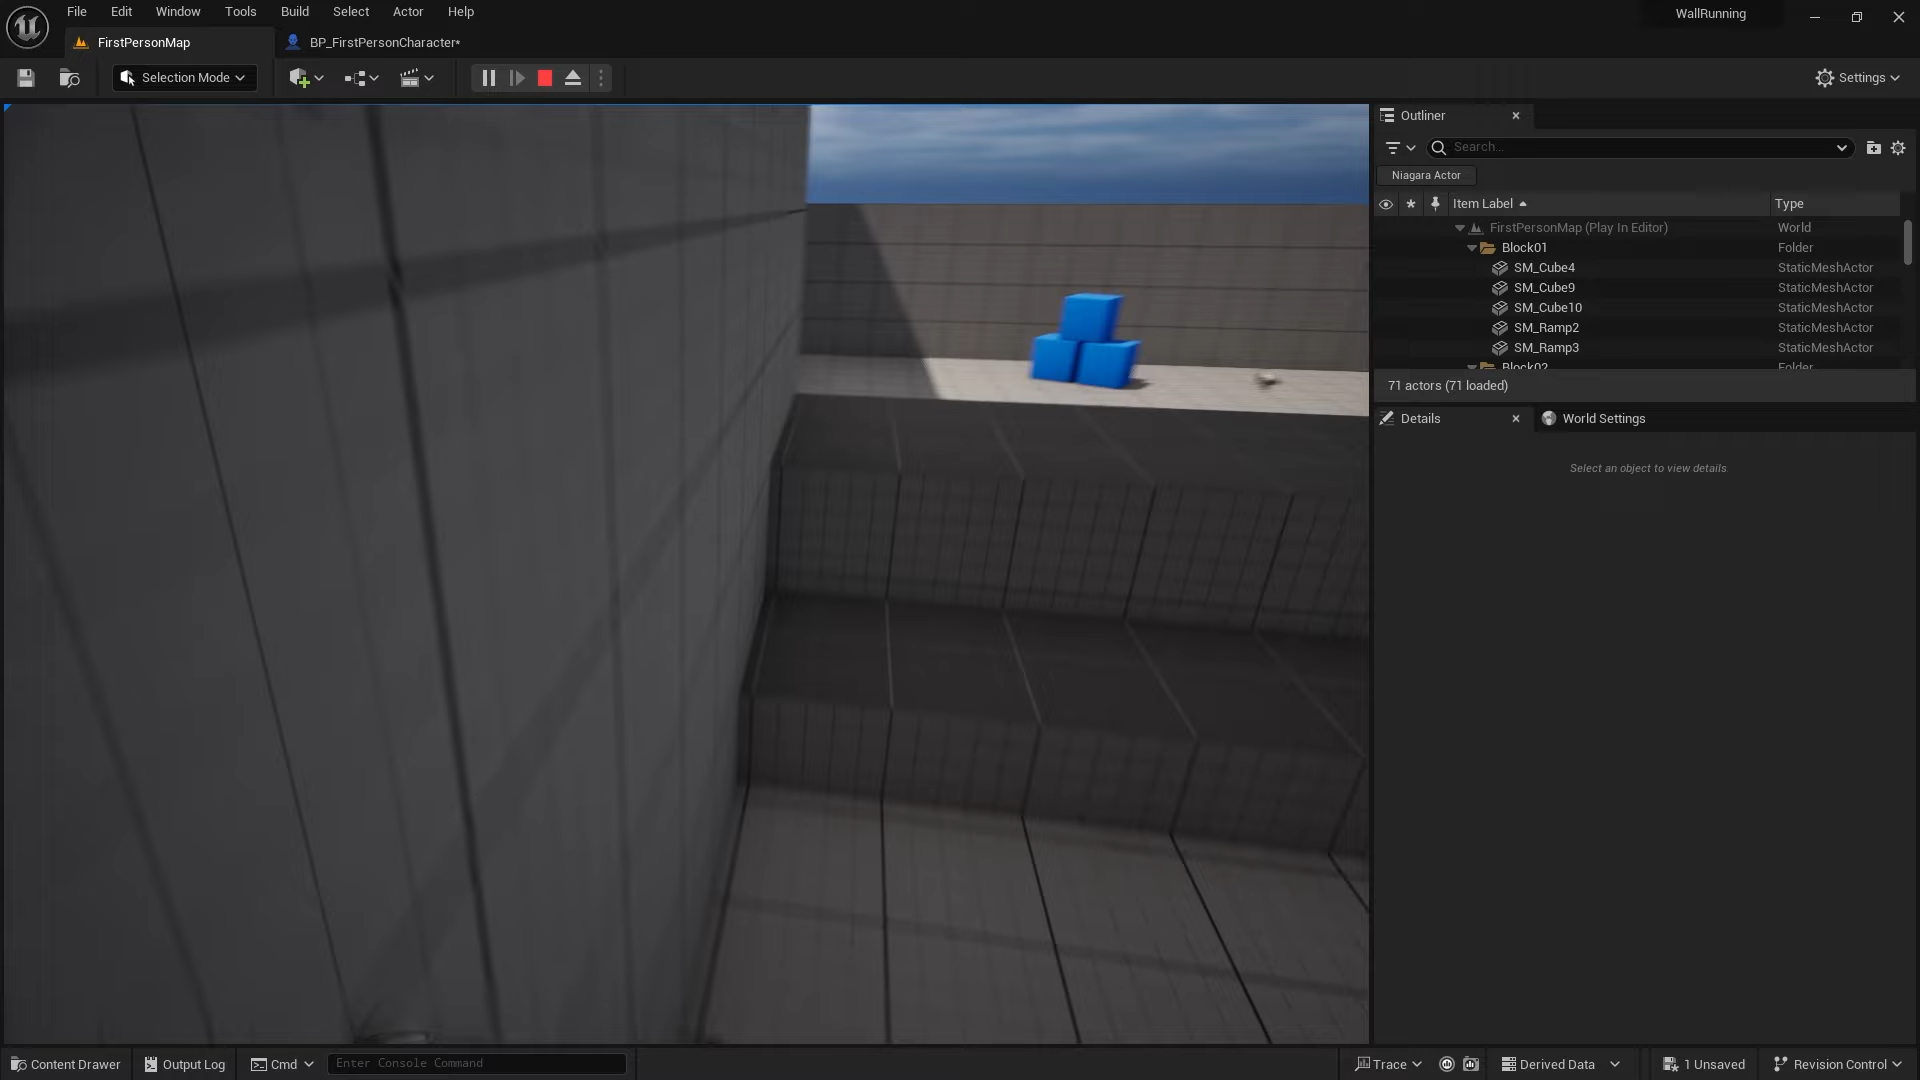 File Edit Window Tools Build Select Actor Help
WallRunning
FirstPersonMap
BP_FirstPersonCharacter*
Selection Mode
Settings
Outliner
Search...
Niagara Actor
Item Label Type
FirstPersonMap (Play In Editor) World
Block01 Folder
SM_Cube4 StaticMeshActor
SM_Cube9 StaticMeshActor
SM_Cube10 StaticMeshActor
SM_Ramp2 StaticMeshActor
SM_Ramp3 StaticMeshActor
Block02 Folder
71 actors (71 loaded)
Details World Settings
Select an object to view details
Content Drawer Output Log Cmd Enter Console Command Trace Derived Data 1 Unsaved Revision Control